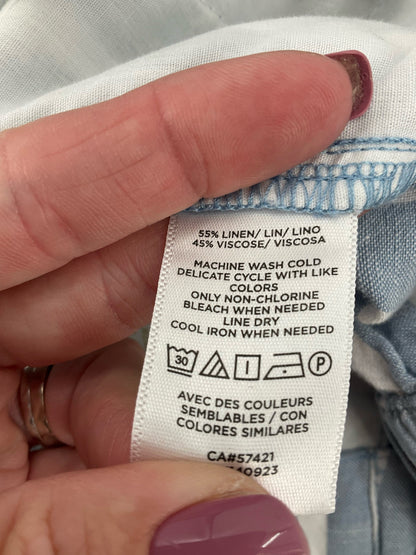 55% LINEN/ LIN/ LINO
45% VISCOSE/ VISCOSA
MACHINE WASH COLD
DELICATE CYCLE WITH LIKE
COLORS
ONLY NON-CHLORINE
BLEACH WHEN NEEDED
LINE DRY
COOL IRON WHEN NEEDED
30 P
AVEC DES COULEURS
SEMBLABLES / CON
COLORES SIMILARES
CA#57421